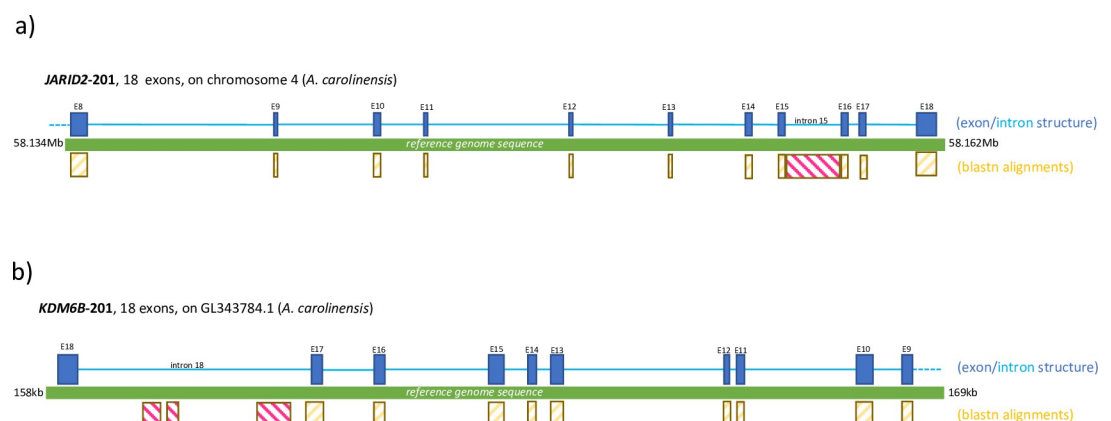 a)
JARID2-201, 18 exons, on chromosome 4 (A. carolinensis)
E8 E9 E10 E11 E12 E13 E14 E15 intron 15 E16 E17 E18
(exon/intron structure)
58.134Mb reference genome sequence 58.162Mb
(blastn alignments)
b)
KDM6B-201, 18 exons, on GL343784.1 (A. carolinensis)
E18 intron 18 E17 E16 E15 E14 E13 E12 E11 E10 E9
(exon/intron structure)
158kb reference genome sequence 169kb
(blastn alignments)